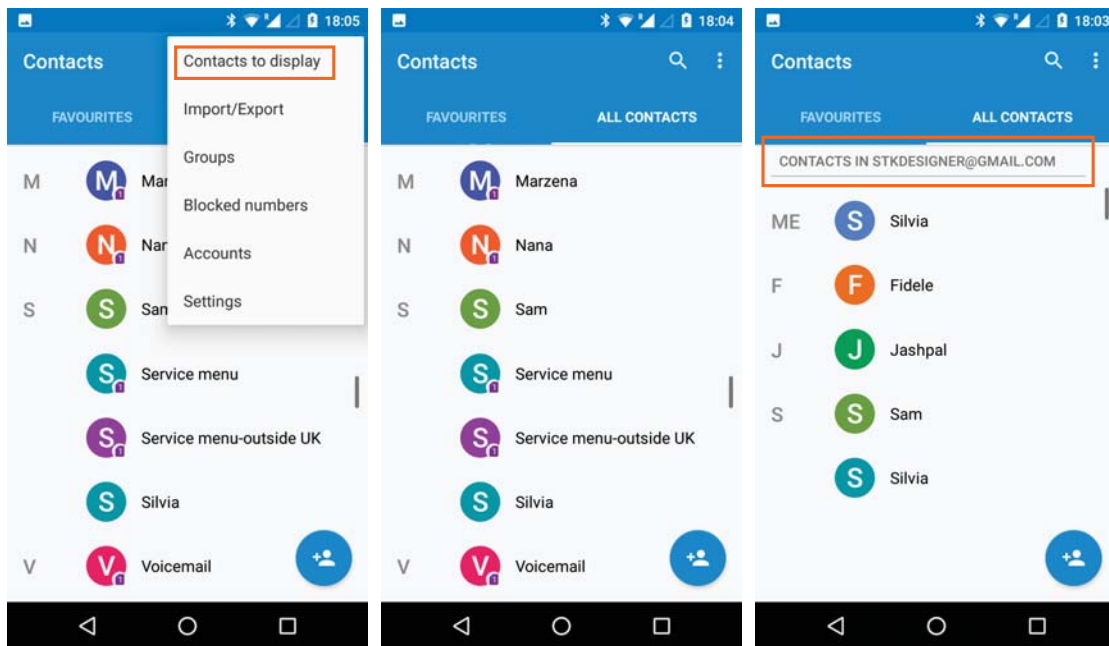 18:05
Contacts
Contacts to display
Import/Export
FAVOURITES
Groups
M M Mar
Blocked numbers
N N Nar
Accounts
S S San
Settings
S Service menu
S Service menu-outside UK
S Silvia
V V Voicemail
18:04
Contacts
FAVOURITES ALL CONTACTS
M M Marzena
N N Nana
S S Sam
S Service menu
S Service menu-outside UK
S Silvia
V V Voicemail
18:03
Contacts
FAVOURITES ALL CONTACTS
CONTACTS IN STKDESIGNER@GMAIL.COM
ME S Silvia
F F Fidele
J J Jashpal
S S Sam
S Silvia